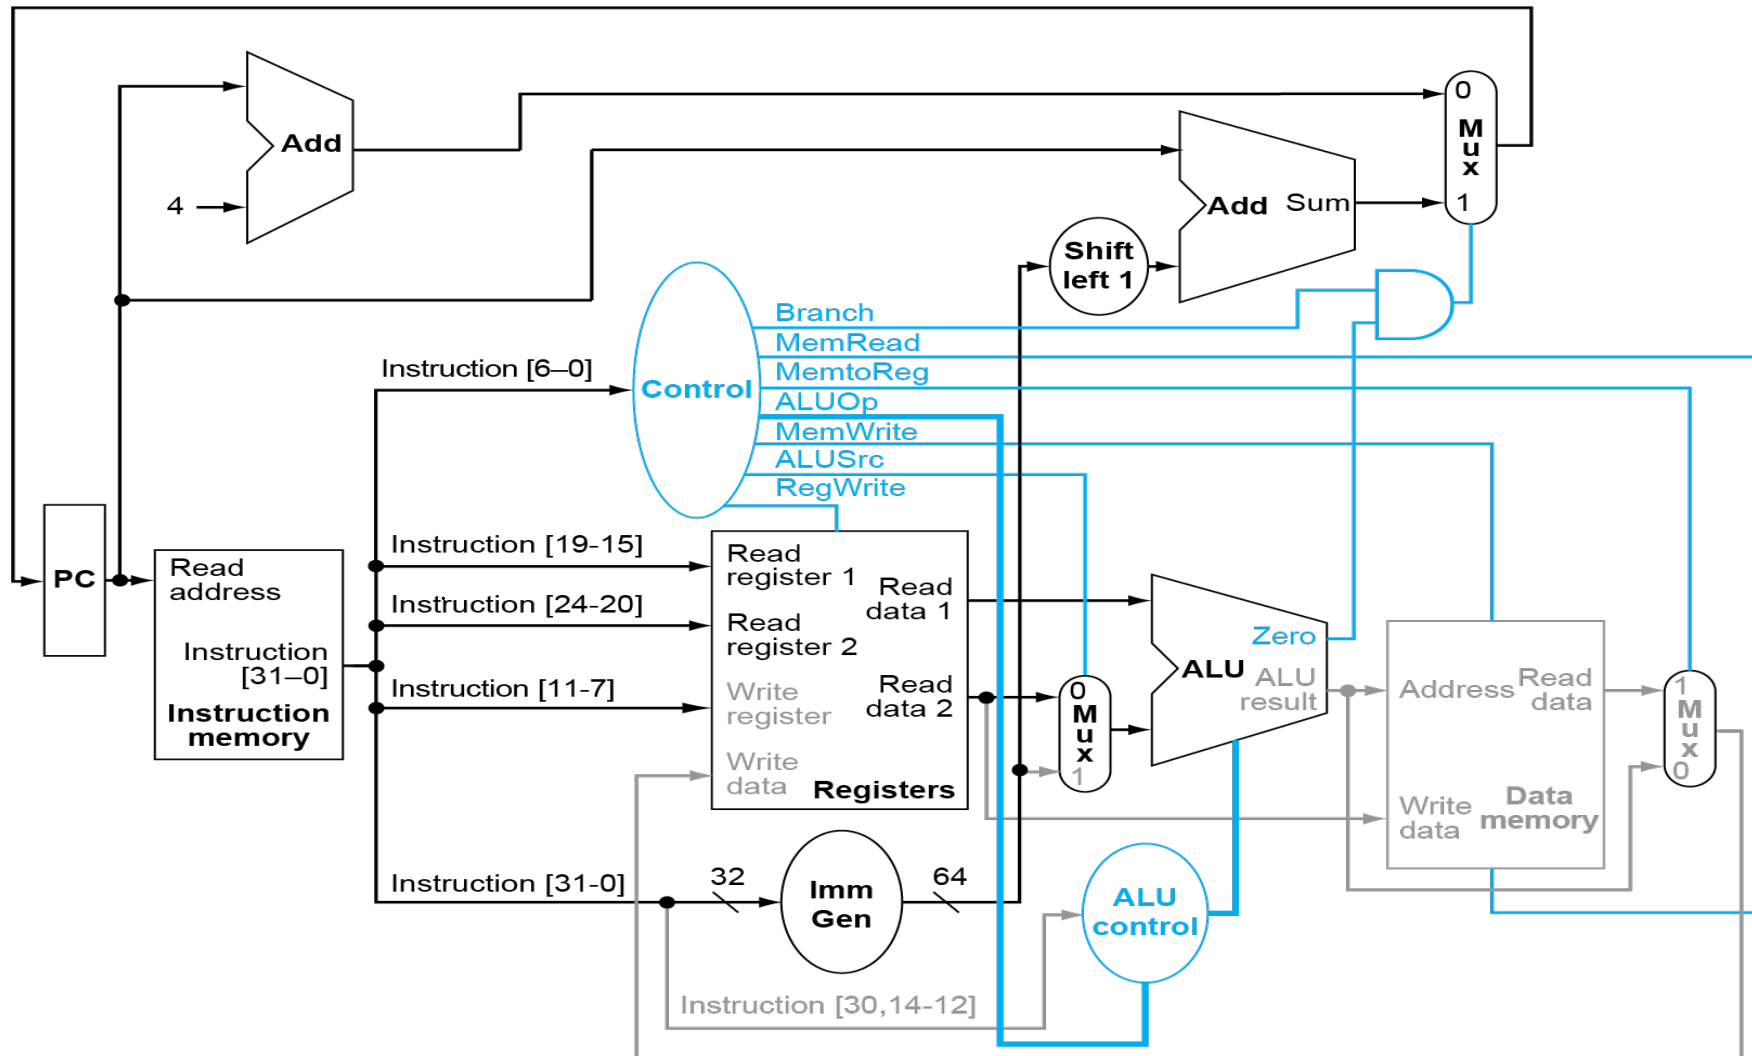 Add
4
0
Mux
1
Add Sum
Shift
left 1
Branch
MemRead
MemtoReg
ALUOp
MemWrite
ALUSrc
RegWrite
Instruction [6–0]
Control
PC
Read
address
Instruction
[31–0]
Instruction
memory
Instruction [19-15]
Instruction [24-20]
Instruction [11-7]
Instruction [31-0]
Read
register 1
Read
register 2
Write
register
Write
data
Read
data 1
Read
data 2
Registers
0
Mux
1
Zero
ALU
ALU
result
Address
Read
data
Write
data
Data
memory
1
Mux
0
32
Imm
Gen
64
ALU
control
Instruction [30,14-12]